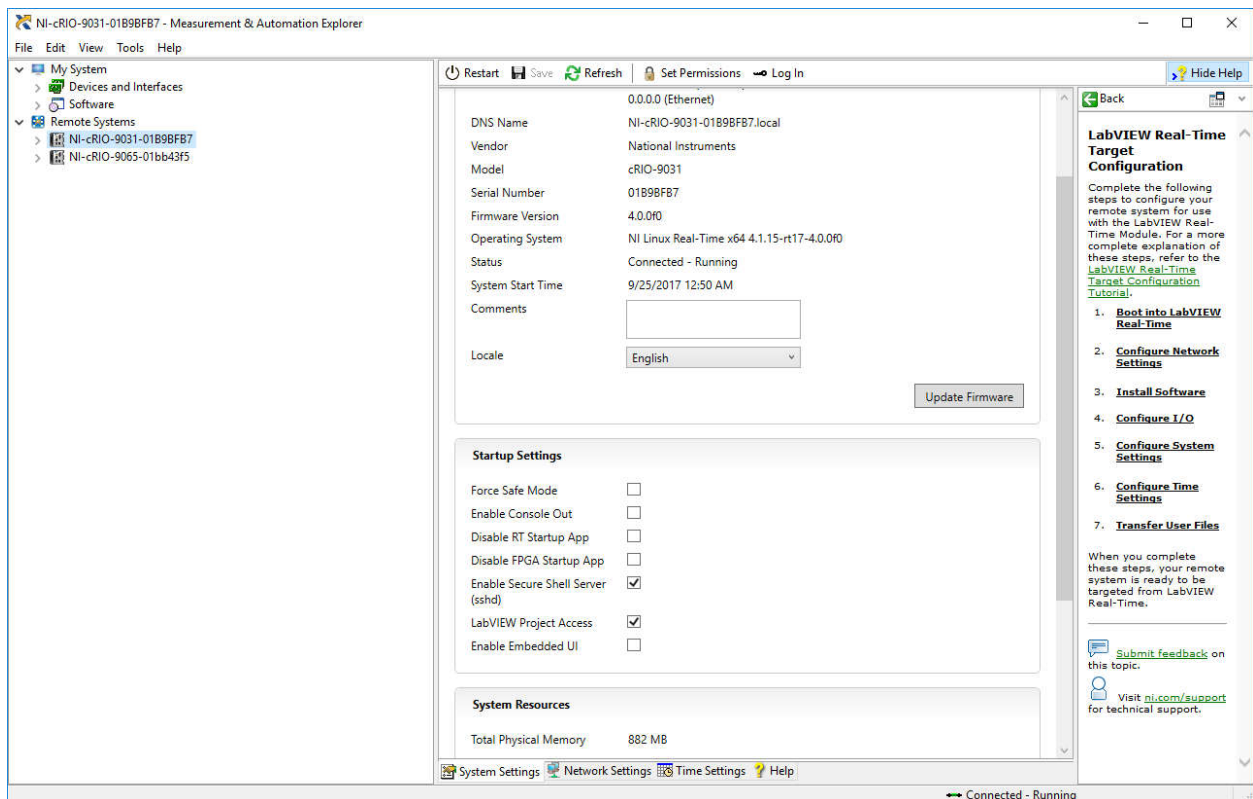 NI-cRIO-9031-01B9BFB7 - Measurement & Automation Explorer
File Edit View Tools Help
My System
Devices and Interfaces
Software
Remote Systems
NI-cRIO-9031-01B9BFB7
NI-cRIO-9065-01bb43f5
Restart Save Refresh Set Permissions Log In Hide Help
0.0.0.0 (Ethernet)
DNS Name NI-cRIO-9031-01B9BFB7.local
Vendor National Instruments
Model cRIO-9031
Serial Number 01B9BFB7
Firmware Version 4.0.0f0
Operating System NI Linux Real-Time x64 4.1.15-rt17-4.0.0f0
Status Connected - Running
System Start Time 9/25/2017 12:50 AM
Comments
Locale English
Update Firmware
Startup Settings
Force Safe Mode
Enable Console Out
Disable RT Startup App
Disable FPGA Startup App
Enable Secure Shell Server
(sshd)
LabVIEW Project Access
Enable Embedded UI
System Resources
Total Physical Memory 882 MB
System Settings Network Settings Time Settings Help
Back
LabVIEW Real-Time
Target
Configuration
Complete the following
steps to configure your
remote system for use
with the LabVIEW Real-
Time Module. For a more
complete explanation of
these steps, refer to the
LabVIEW Real-Time
Target Configuration
Tutorial.
1. Boot into LabVIEW
Real-Time
2. Configure Network
Settings
3. Install Software
4. Configure I/O
5. Configure System
Settings
6. Configure Time
Settings
7. Transfer User Files
When you complete
these steps, your remote
system is ready to be
targeted from LabVIEW
Real-Time.
Submit feedback on
this topic.
Visit ni.com/support
for technical support.
Connected - Running